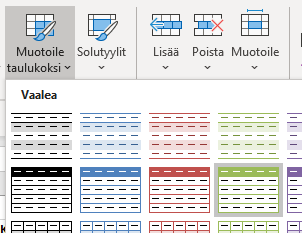 Muotoile taulukoksi
Solutyylit
Lisää
Poista
Muotoile
Vaalea